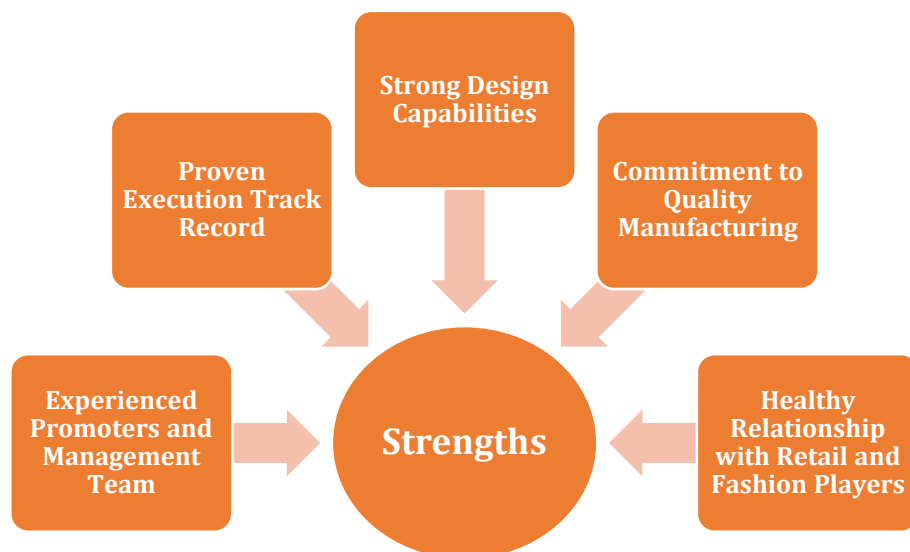 Strong Design
Capabilities
Proven
Execution Track
Record
Commitment to
Quality
Manufacturing
Experienced
Promoters and
Management
Team
Strengths
Healthy
Relationship
with Retail and
Fashion Players